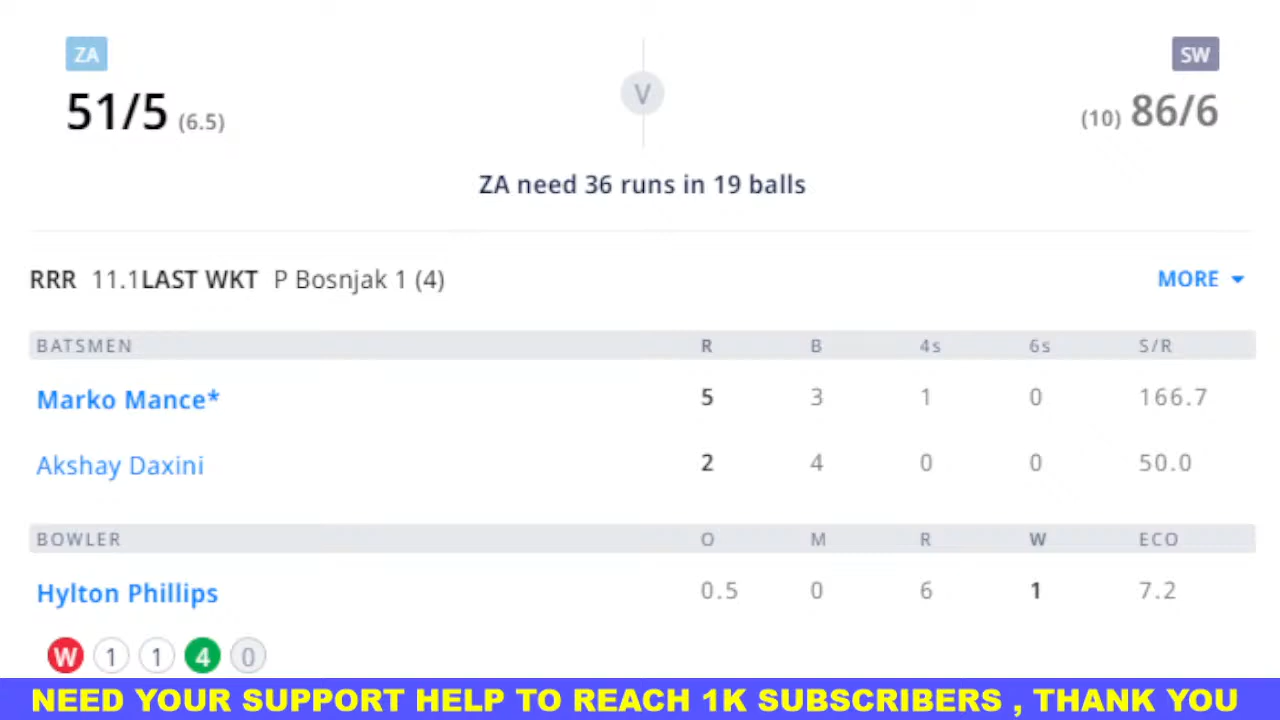 ZA V SW
51/5 (6.5) (10) 86/6
ZA need 36 runs in 19 balls
RRR 11.1LAST WKT P Bosnjak 1 (4) MORE
BATSMEN R B 4s 6s S/R
Marko Mance* 5 3 1 0 166.7
Akshay Daxini 2 4 0 0 50.0
BOWLER O M R W ECO
Hylton Phillips 0.5 0 6 1 7.2
W 1 1 4 0
NEED YOUR SUPPORT HELP TO REACH 1K SUBSCRIBERS , THANK YOU